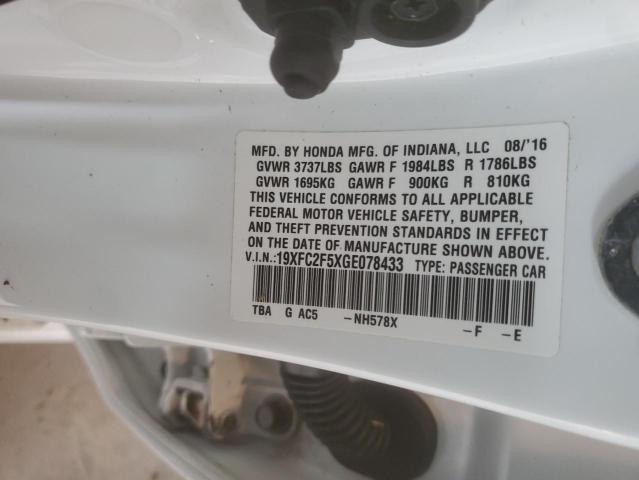 MFD. BY HONDA MFG. OF INDIANA, LLC 08/'16
GVWR 3737LBS GAWR F 1984LBS R 1786LBS
GVWR 1695KG GAWR F 900KG R 810KG
THIS VEHICLE CONFORMS TO ALL APPLICABLE
FEDERAL MOTOR VEHICLE SAFETY, BUMPER,
AND THEFT PREVENTION STANDARDS IN EFFECT
ON THE DATE OF MANUFACTURE SHOWN ABOVE.
V.I.N.:19XFC2F5XGE078433 TYPE: PASSENGER CAR
TBA G AC5 -NH578X -F -E